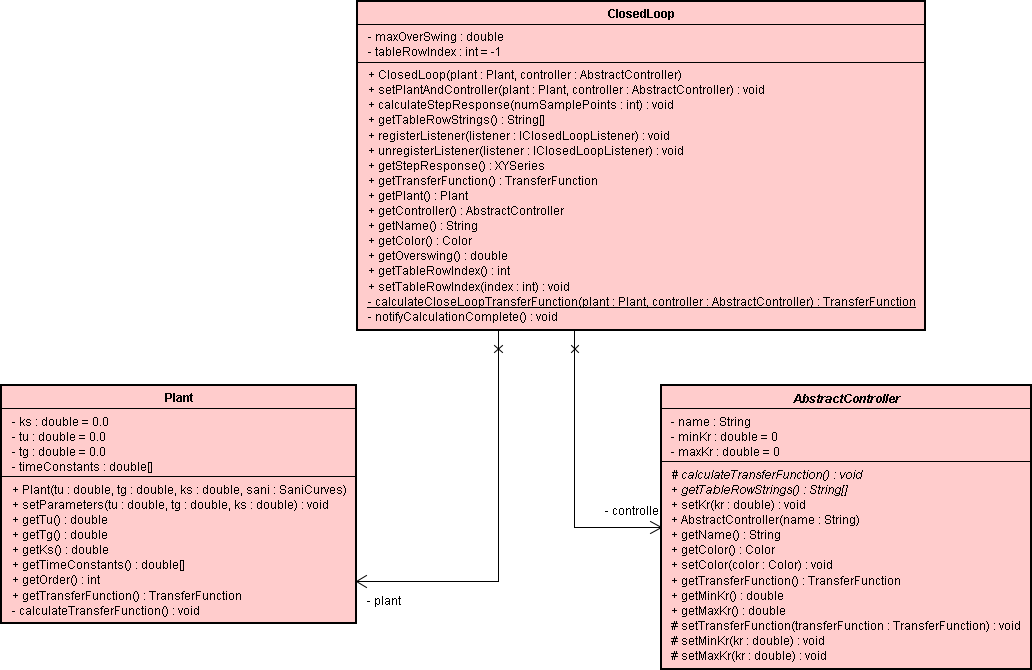 ClosedLoop
- maxOverSwing : double
- tableRowIndex : int = -1
+ ClosedLoop(plant : Plant, controller : AbstractController)
+ setPlantAndController(plant : Plant, controller : AbstractController) : void
+ calculateStepResponse(numSamplePoints : int) : void
+ getTableRowStrings() : String[]
+ registerListener(listener : IClosedLoopListener) : void
+ unregisterListener(listener : IClosedLoopListener) : void
+ getStepResponse() : XYSeries
+ getTransferFunction() : TransferFunction
+ getPlant() : Plant
+ getController() : AbstractController
+ getName() : String
+ getColor() : Color
+ getOverswing() : double
+ getTableRowIndex() : int
+ setTableRowIndex(index : int) : void
- calculateCloseLoopTransferFunction(plant : Plant, controller : AbstractController) : TransferFunction
- notifyCalculationComplete() : void
Plant
- ks : double = 0.0
- tu : double = 0.0
- tg : double = 0.0
- timeConstants : double[]
+ Plant(tu : double, tg : double, ks : double, sani : SaniCurves)
+ setParameters(tu : double, tg : double, ks : double) : void
+ getTu() : double
+ getTg() : double
+ getKs() : double
+ getTimeConstants() : double[]
+ getOrder() : int
+ getTransferFunction() : TransferFunction
- calculateTransferFunction() : void
- plant
- controlle
AbstractController
- name : String
- minKr : double = 0
- maxKr : double = 0
# calculateTransferFunction() : void
+ getTableRowStrings() : String[]
+ setKr(kr : double) : void
+ AbstractController(name : String)
+ getName() : String
+ getColor() : Color
+ setColor(color : Color) : void
+ getTransferFunction() : TransferFunction
+ getMinKr() : double
+ getMaxKr() : double
# setTransferFunction(transferFunction : TransferFunction) : void
# setMinKr(kr : double) : void
# setMaxKr(kr : double) : void